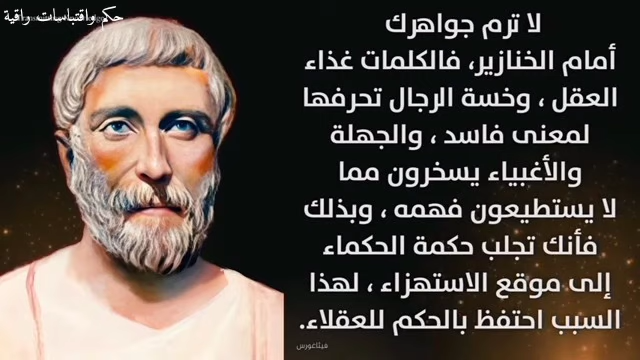 حكم واقتباسات راقية
لا ترم جواهرك
أمام الخنازير، فالكلمات غذاء
العقل ، وخسة الرجال تحرفها
لمعنى فاسد ، والجهلة
والأغبياء يسخرون مما
لا يستطيعون فهمه ، وبذلك
فأنك تجلب حكمة الحكماء
إلى موقع الاستهزاء ، لهذا
السبب احتفظ بالحكم للعقلاء.
فيثاغورس